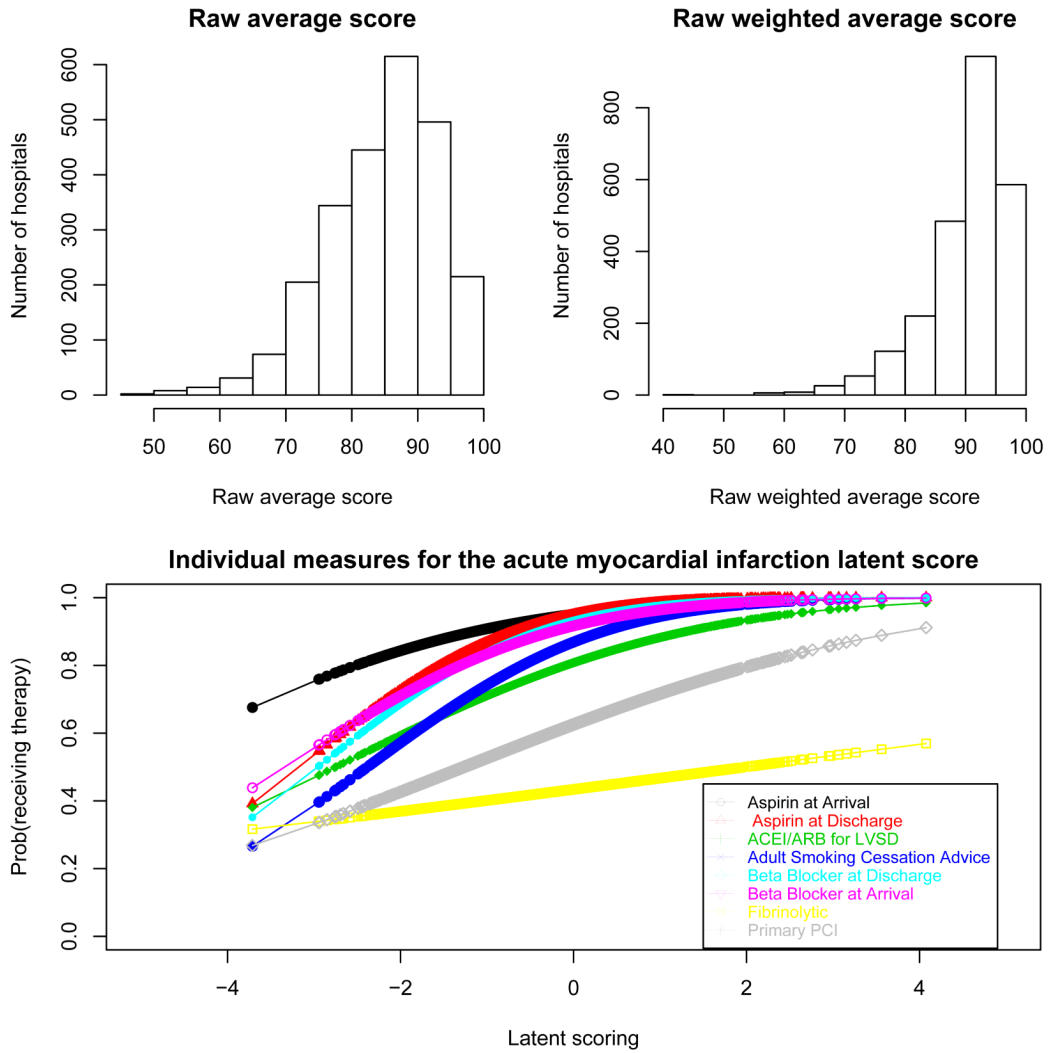 Raw average score
Number of hospitals
0
100
200
300
400
500
600
50
60
70
80
90
100
Raw average score
Raw weighted average score
Number of hospitals
0
200
400
600
800
40
50
60
70
80
90
100
Raw weighted average score
Individual measures for the acute myocardial infarction latent score
Prob(receiving therapy)
0.0
0.2
0.4
0.6
0.8
1.0
−4
−2
0
2
4
Latent scoring
Aspirin at Arrival
Aspirin at Discharge
ACEI/ARB for LVSD
Adult Smoking Cessation Advice
Beta Blocker at Discharge
Beta Blocker at Arrival
Fibrinolytic
Primary PCI